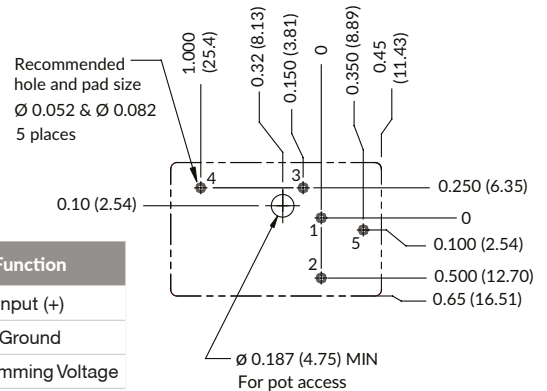 1.000
(25.4)
0.32 (8.13)
0.150 (3.81)
0
0.350 (8.89)
0.45
(11.43)
Recommended
hole and pad size
Ø 0.052 & Ø 0.082
5 places
4
3
0.250 (6.35)
0.10 (2.54)
0
1
5
0.100 (2.54)
2
0.500 (12.70)
0.65 (16.51)
Ø 0.187 (4.75) MIN
For pot access
(+)
Ground
Voltage